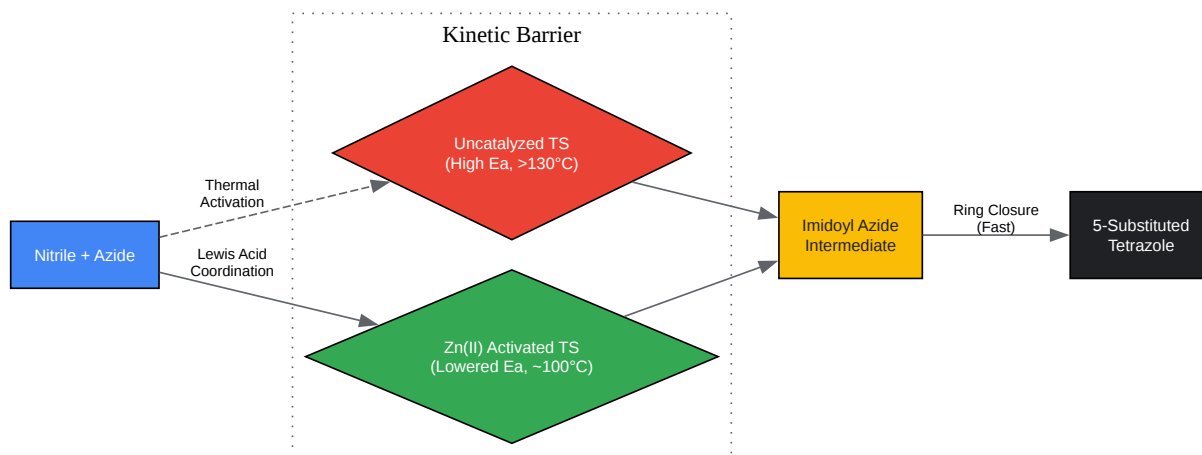 Kinetic Barrier
Uncatalyzed TS
(High Ea, >130°C)
Thermal
Activation
Lewis Acid
Coordination
Nitrile + Azide
Zn(II) Activated TS
(Lowered Ea, ~100°C)
Imidoyl Azide
Intermediate
Ring Closure
(Fast)
5-Substituted
Tetrazole